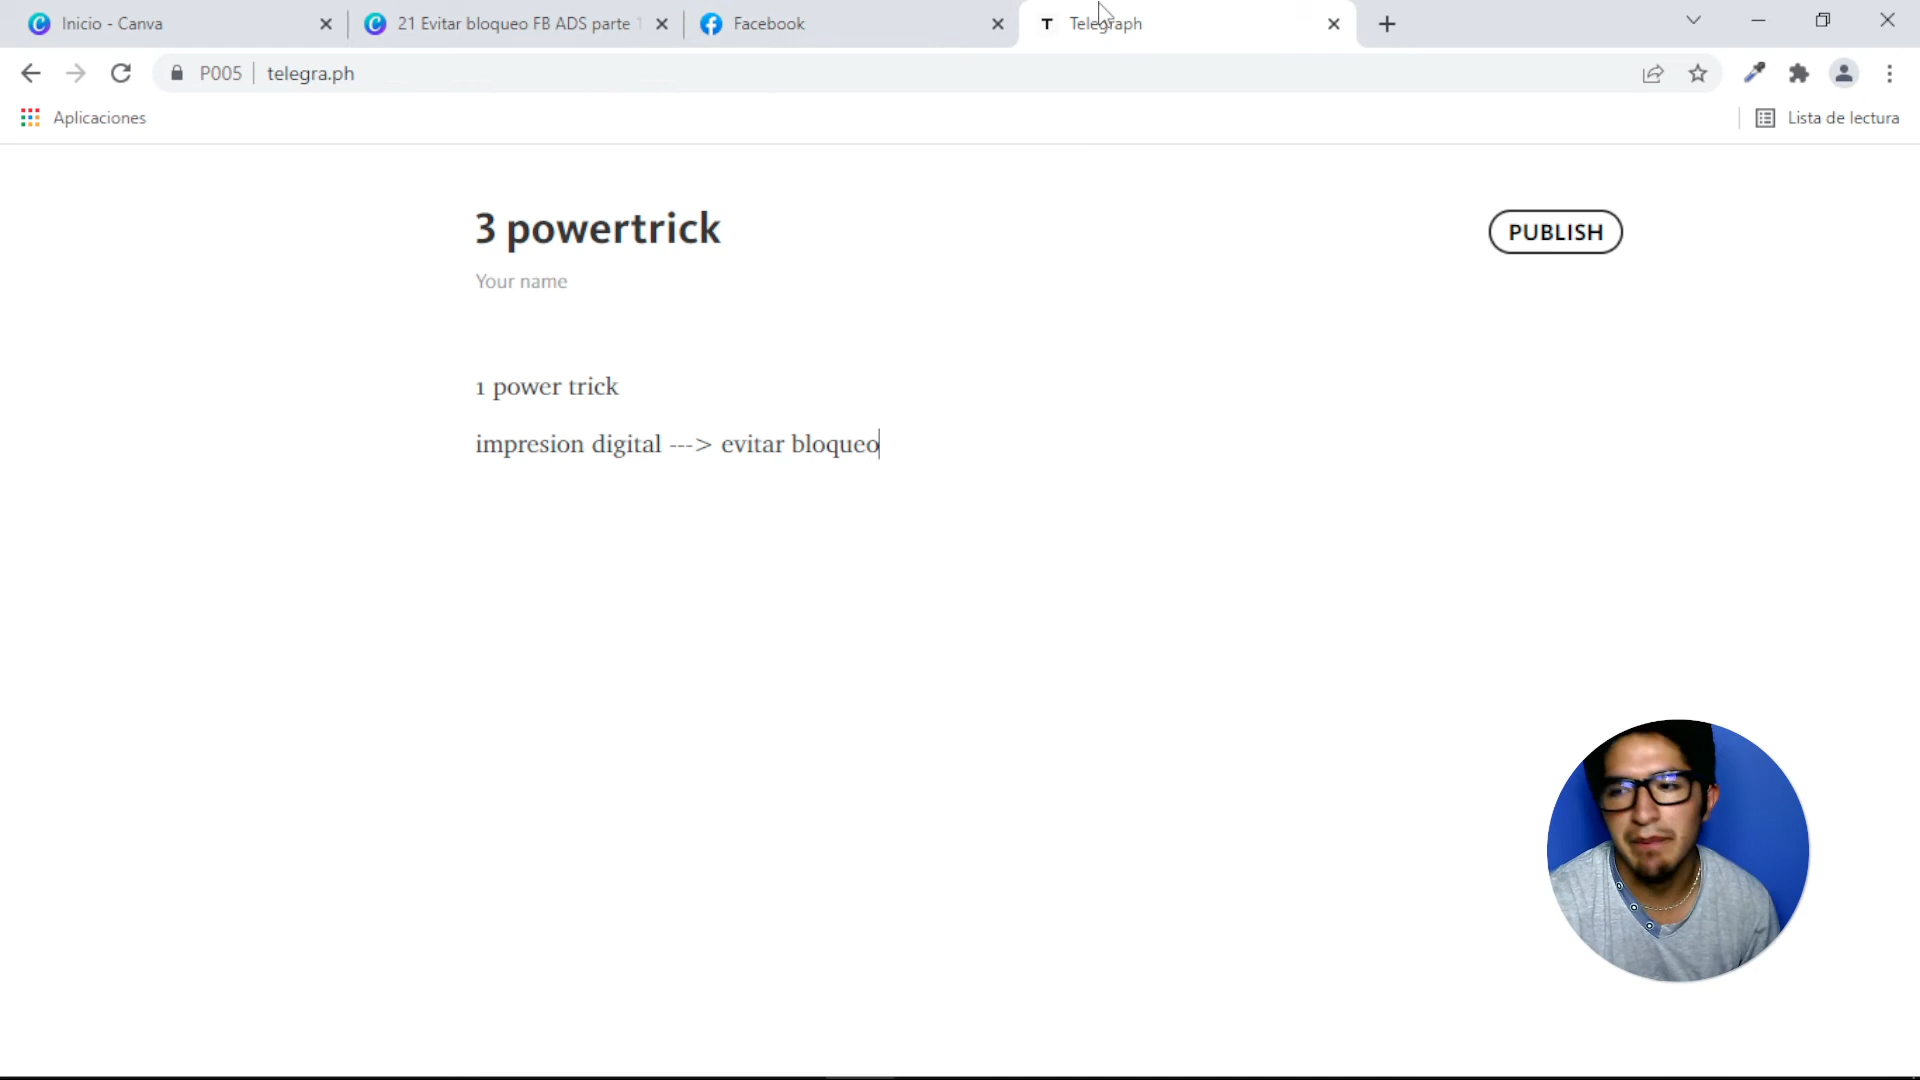 Inicio - Canva
21 Evitar bloqueo FB ADS parte 1
Facebook
Telegraph
P005
telegra.ph
Aplicaciones
Lista de lectura
3 powertrick
PUBLISH
Your name
1 power trick
impresion digital ---> evitar bloqueo